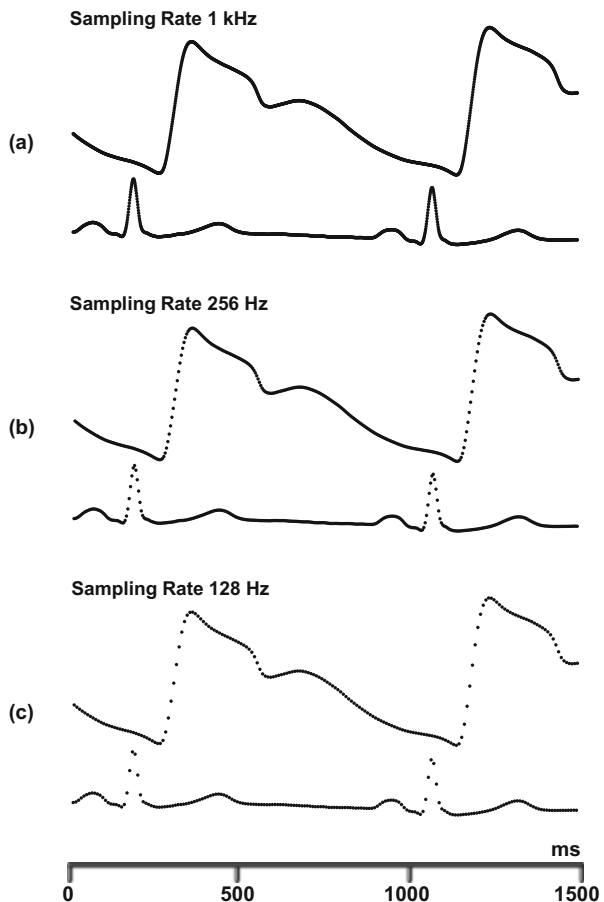 Sampling Rate 1 kHz
(a)
Sampling Rate 256 Hz
(b)
Sampling Rate 128 Hz
(c)
ms
0 500 1000 1500